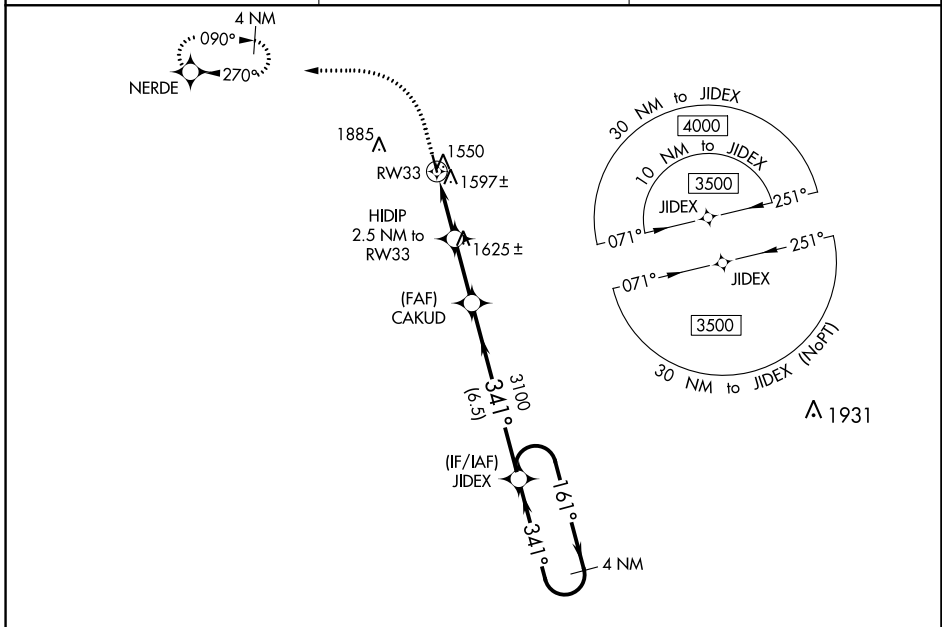 4 NM
090°
270°
NERDE
1885
1550
RW33
1597±
HIDIP
2.5 NM to
RW33
1625±
(FAF)
CAKUD
3100
341°
(6.5)
(IF/IAF)
JIDEX
161°
341°
4 NM
30 NM to JIDEX
4000
10 NM to JIDEX
3500
JIDEX
251°
071°
251°
071°
JIDEX
3500
30 NM to JIDEX (NoPT)
1931